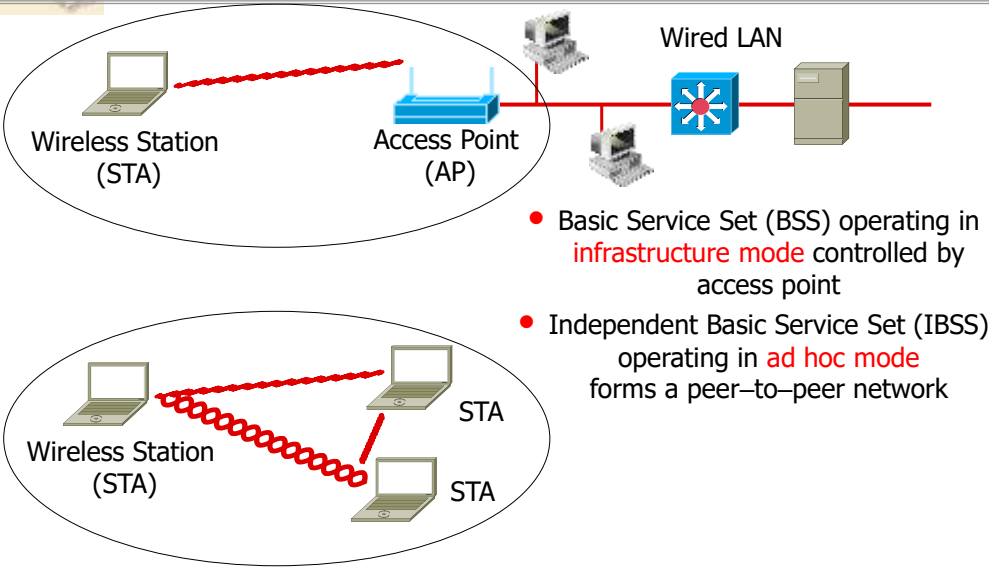 Wired LAN
Wireless Station
(STA)
Access Point
(AP)
• Basic Service Set (BSS) operating in
infrastructure mode controlled by
access point
• Independent Basic Service Set (IBSS)
operating in ad hoc mode
forms a peer–to–peer network
STA
Wireless Station
(STA)
STA